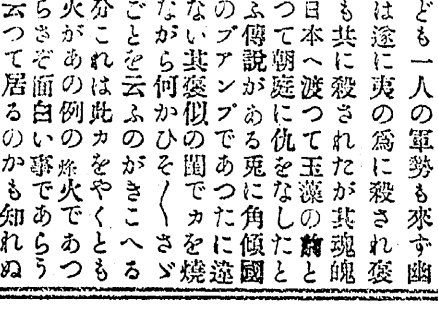 ども一人の軍勢も來ず幽
は遂に夷の爲に殺され褒
も共に殺されたが其魂魄
日本へ渡つて玉藻の前と
つて朝庭に仇をなしたと
ふ傳說がある兎に角傾國
のブアンプであつたに違
ない其褒似の閨でカを燒
ながら何かひそ〳〵さゞ
ごとを云ふのがきこへる
分これは此カをやくとも
火があの例の烽火であつ
らさぞ面白い事であらう
云つて居るのかも知れぬ